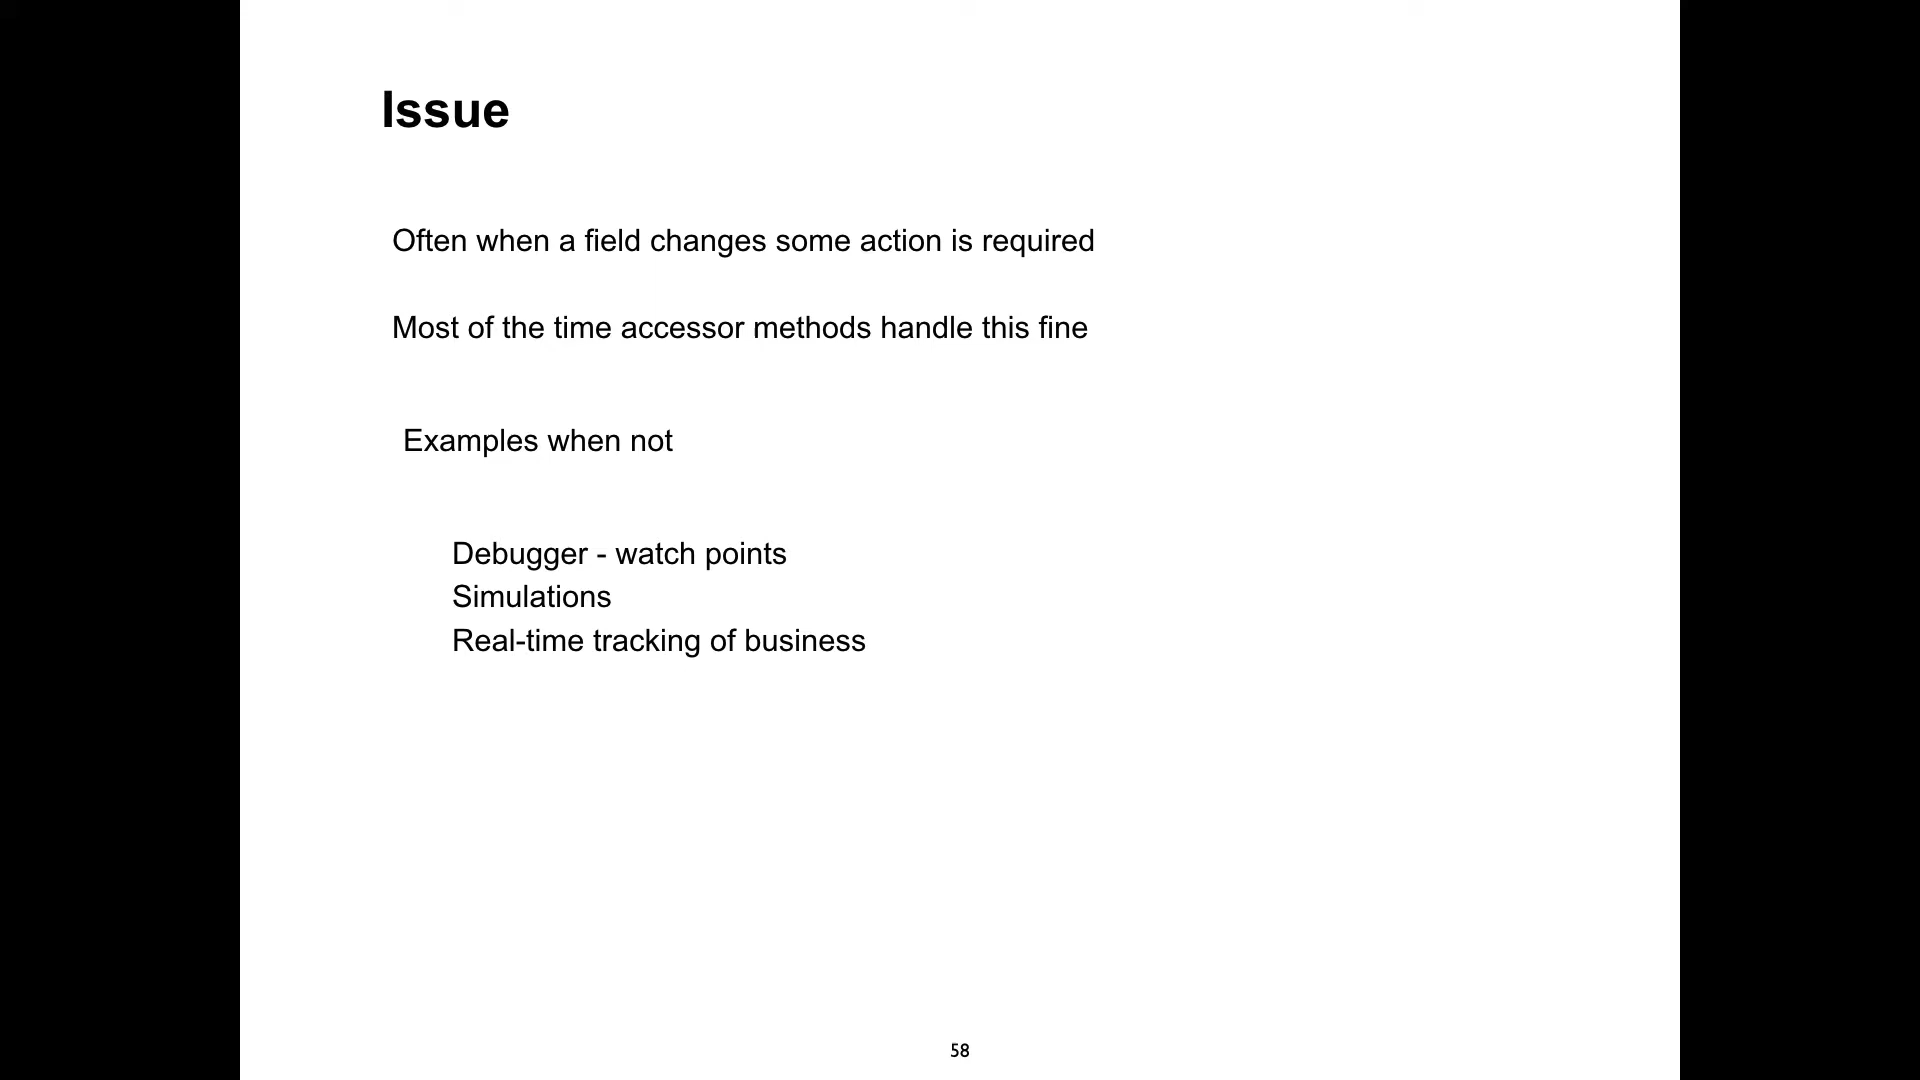 Issue
Often when a field changes some action is required
Most of the time accessor methods handle this fine
Examples when not
Debugger - watch points
Simulations
Real-time tracking of business
58